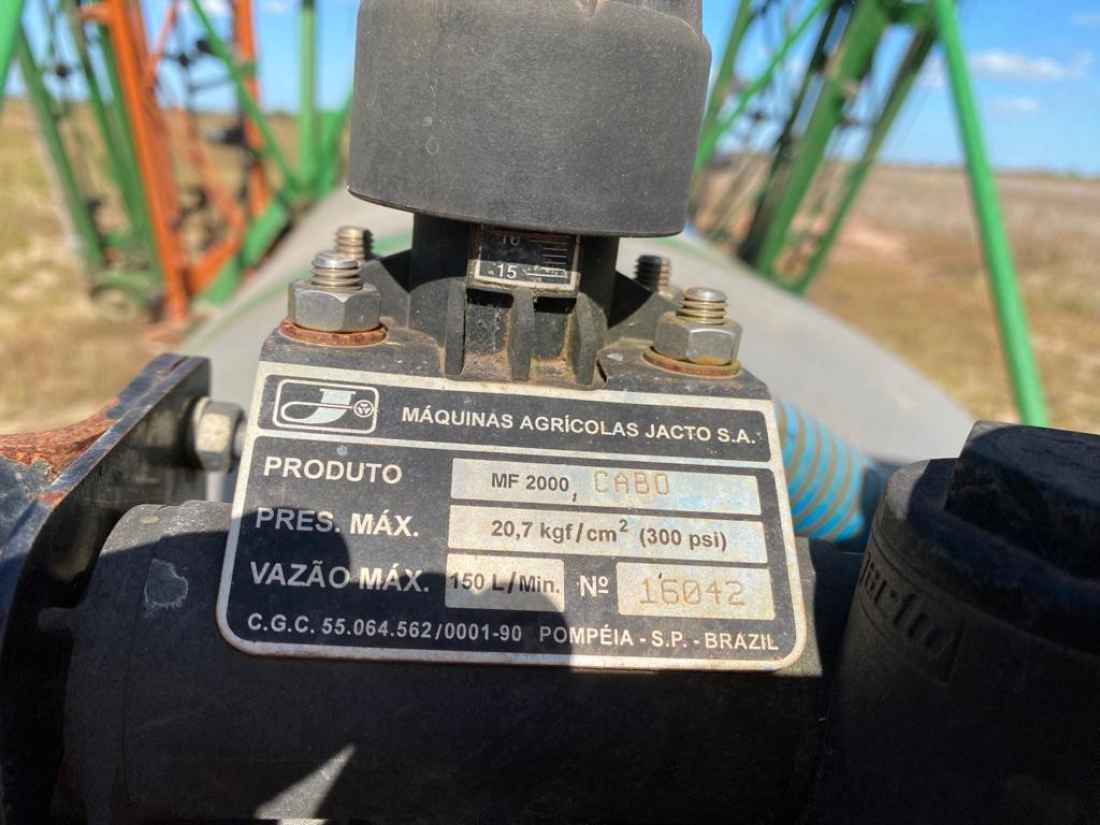 10
15
J
MÁQUINAS AGRÍCOLAS JACTO S.A.
PRODUTO MF 2000, CABO
PRES. MÁX. 20,7 kgf/cm² (300 psi)
VAZÃO MÁX. 150 L/Min. Nº 16042
C.G.C. 55.064.562/0001-90 POMPÉIA - S.P. - BRAZIL